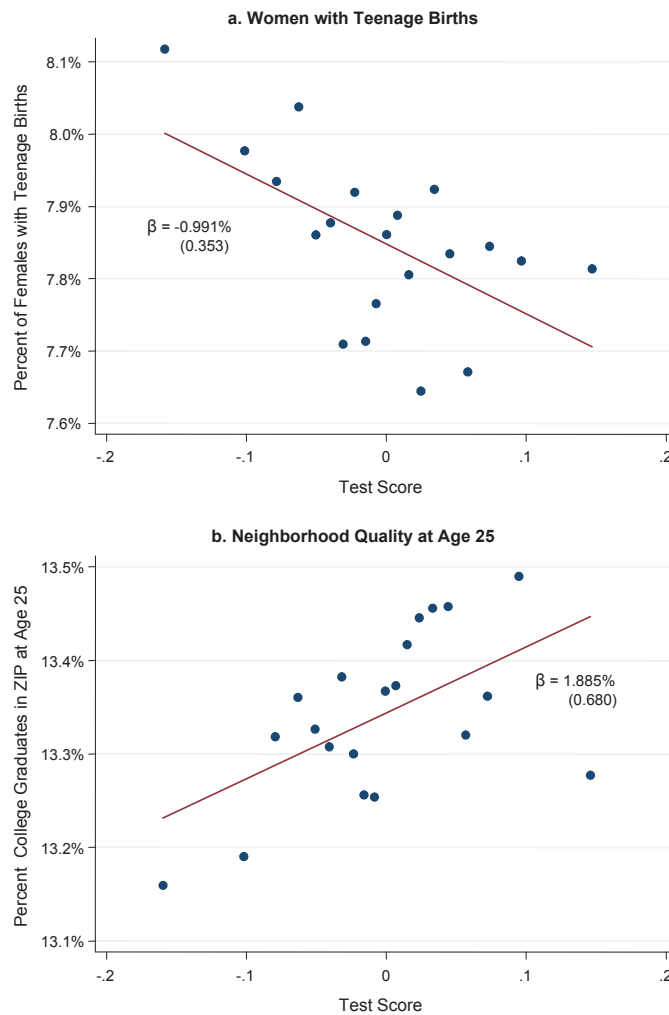 a. Women with Teenage Births
Percent of Females with Teenage Births
8.1%
8.0%
7.9%
7.8%
7.7%
7.6%
β = -0.991%
(0.353)
-.2
-.1
0
.1
.2
Test Score
b. Neighborhood Quality at Age 25
Percent College Graduates in ZIP at Age 25
13.5%
13.4%
13.3%
13.2%
13.1%
β = 1.885%
(0.680)
-.2
-.1
0
.1
.2
Test Score